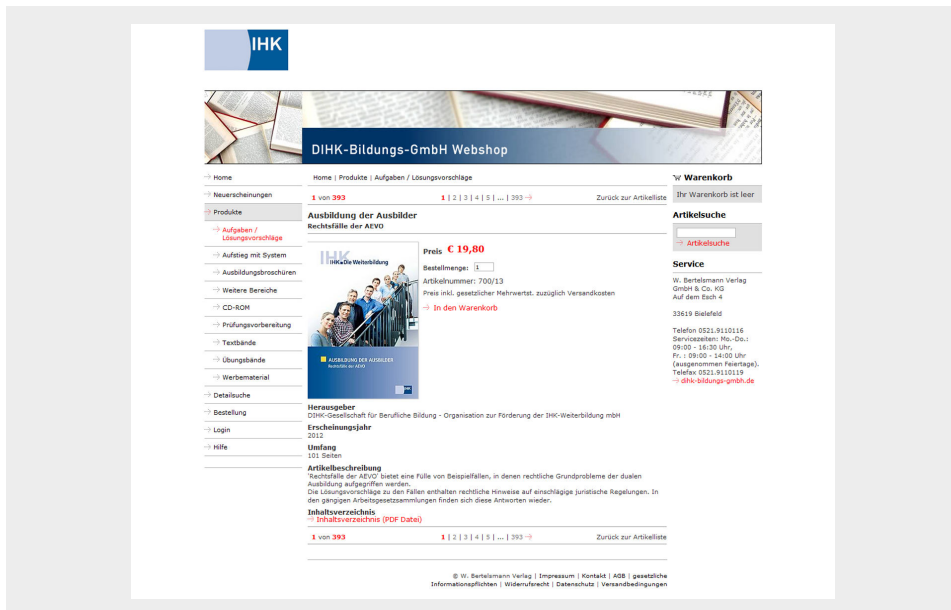 IHK
DIHK-Bildungs-GmbH Webshop
Home
Neuerscheinungen
Produkte
Aufgaben /
Lösungsvorschläge
Aufstieg mit System
Ausbildungsbroschüren
Weitere Bereiche
CD-ROM
Prüfungsvorbereitung
Textbände
Übungsbände
Werbematerial
Detailsuche
Bestellung
Login
Hilfe
Home | Produkte | Aufgaben / Lösungsvorschläge
1 von 393 1 | 2 | 3 | 4 | 5 | ... | 393 → Zurück zur Artikelliste
Ausbildung der Ausbilder
Rechtsfälle der AEVO
IHK Die Weiterbildung
AUSBILDUNG DER AUSBILDER
Rechtsfälle der AEVO
Preis € 19,80
Bestellmenge: 1
Artikelnummer: 700/13
Preis inkl. gesetzlicher Mehrwertst. zuzüglich Versandkosten
→ In den Warenkorb
Herausgeber
DIHK-Gesellschaft für Berufliche Bildung - Organisation zur Förderung der IHK-Weiterbildung mbH
Erscheinungsjahr
2012
Umfang
101 Seiten
Artikelbeschreibung
'Rechtsfälle der AEVO' bietet eine Fülle von Beispielfällen, in denen rechtliche Grundprobleme der dualen
Ausbildung aufgegriffen werden.
Die Lösungsvorschläge zu den Fällen enthalten rechtliche Hinweise auf einschlägige juristische Regelungen. In
den gängigen Arbeitsgesetzsammlungen finden sich diese Antworten wieder.
Inhaltsverzeichnis
→ Inhaltsverzeichnis (PDF Datei)
1 von 393 1 | 2 | 3 | 4 | 5 | ... | 393 → Zurück zur Artikelliste
© W. Bertelsmann Verlag | Impressum | Kontakt | AGB | gesetzliche
Informationspflichten | Widerrufsrecht | Datenschutz | Versandbedingungen
Warenkorb
Ihr Warenkorb ist leer
Artikelsuche
→ Artikelsuche
Service
W. Bertelsmann Verlag
GmbH & Co. KG
Auf dem Esch 4
33619 Bielefeld
Telefon 0521.9110116
Servicezeiten: Mo.-Do.:
09:00 - 16:30 Uhr,
Fr. : 09:00 - 14:00 Uhr
(ausgenommen Feiertage).
Telefax 0521.9110119
→ dihk-bildungs-gmbh.de